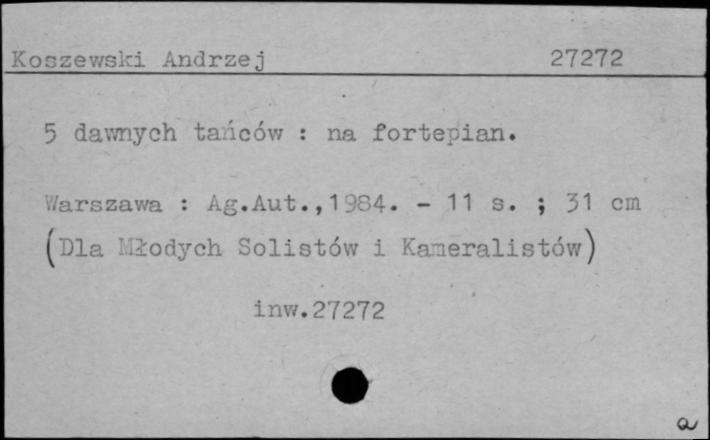 Koszewski Andrzej 27272
5 dawnych tańców : na fortepian.
Warszawa : Ag.Aut.,1984. - 11 s. ; 31 cm
(Dla Młodych Solistów i Kameralistów)
inw.27272
a